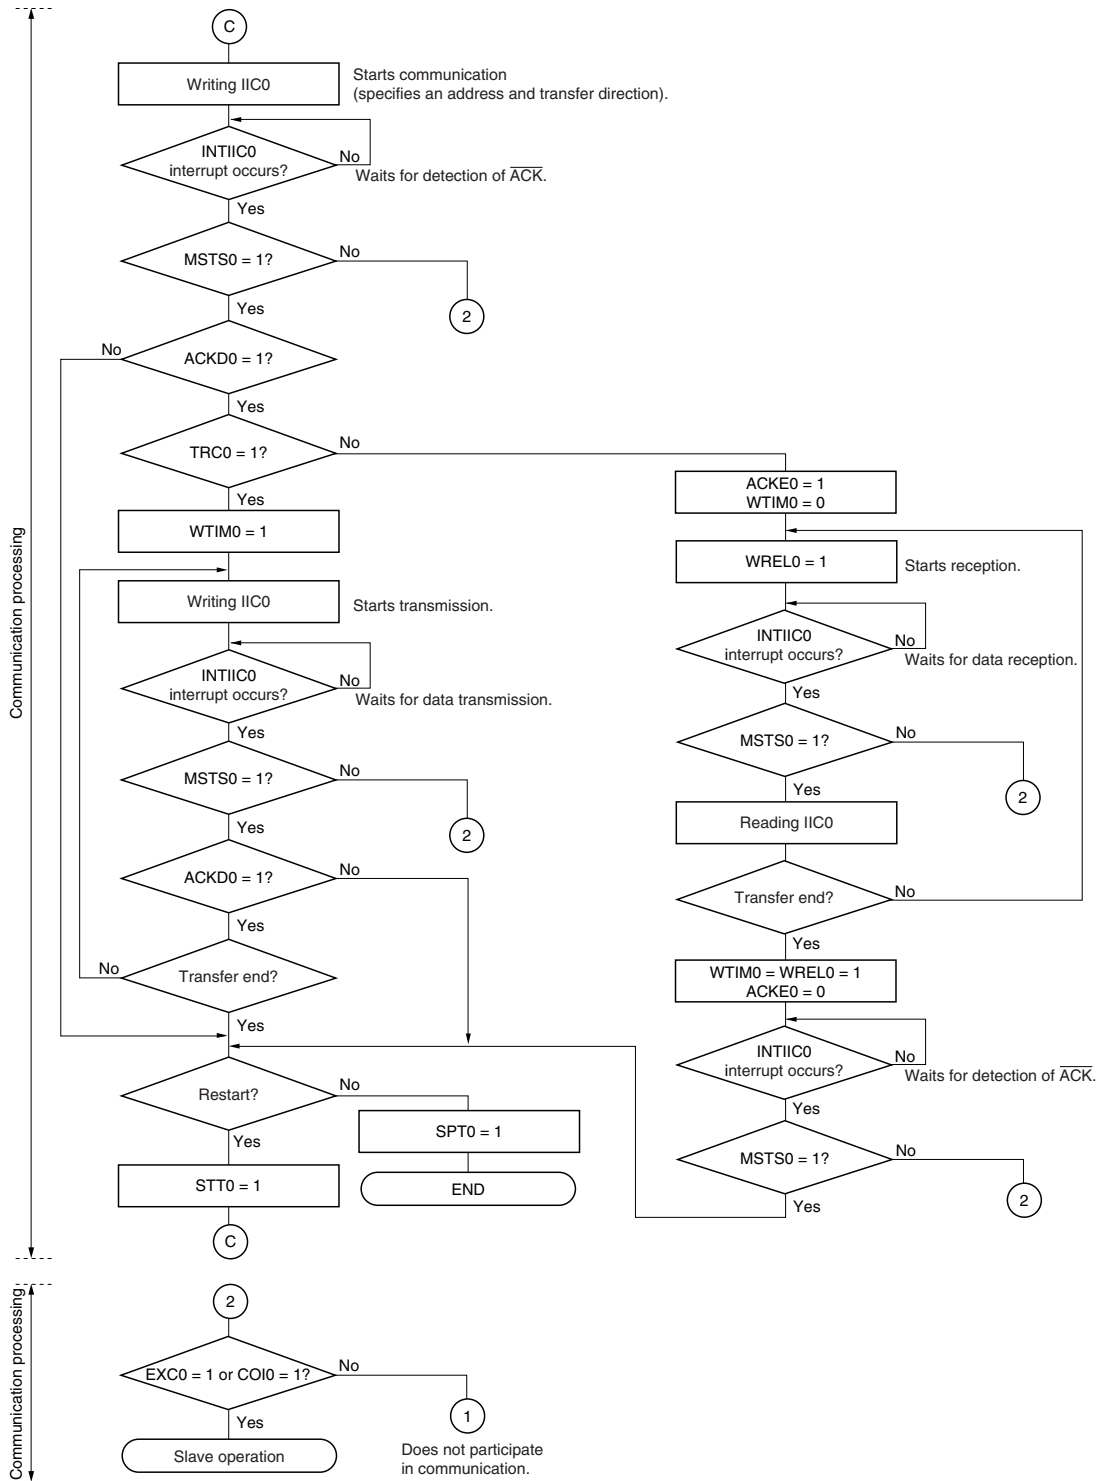 C
Writing IIC0
Starts communication
(specifies an address and transfer direction).
INTIIC0
interrupt occurs?
No
Waits for detection of ACK.
Yes
MSTS0 = 1?
No
2
Yes
No
ACKD0 = 1?
Yes
TRC0 = 1?
No
Yes
WTIM0 = 1
Writing IIC0
Starts transmission.
INTIIC0
interrupt occurs?
No
Waits for data transmission.
Yes
MSTS0 = 1?
No
2
Yes
ACKD0 = 1?
No
Yes
No
Transfer end?
Yes
Restart?
No
SPT0 = 1
END
Yes
STT0 = 1
C
ACKE0 = 1
WTIM0 = 0
WREL0 = 1
Starts reception.
INTIIC0
interrupt occurs?
No
Waits for data reception.
Yes
MSTS0 = 1?
No
2
Yes
Reading IIC0
Transfer end?
No
Yes
WTIM0 = WREL0 = 1
ACKE0 = 0
INTIIC0
interrupt occurs?
No
Waits for detection of ACK.
Yes
MSTS0 = 1?
No
2
Yes
Communication processing
2
EXC0 = 1 or COI0 = 1?
No
1
Does not participate
in communication.
Yes
Slave operation
Communication processing